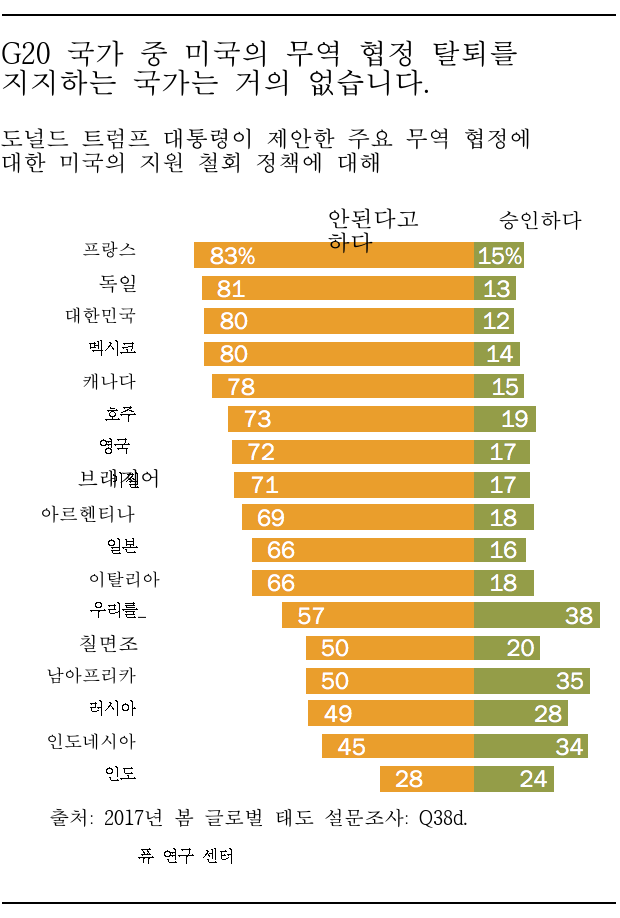 G20 국가 중 미국의 무역 협정 탈퇴를
지지하는 국가는 거의 없습니다.
도널드 트럼프 대통령이 제안한 주요 무역 협정에
대한 미국의 지원 철회 정책에 대해
안된다고
하다
승인하다
프랑스 83% 15%
독일 81 13
대한민국 80 12
멕시코 80 14
캐나다 78 15
호주 73 19
영국 72 17
71 17
아르헨티나 69 18
일본 66 16
이탈리아 66 18
우리를_ 57 38
칠면조 50 20
남아프리카 50 35
러시아 49 28
인도네시아 45 34
인도 28 24
출처: 2017년 봄 글로벌 태도 설문조사: Q38d.
퓨 연구 센터